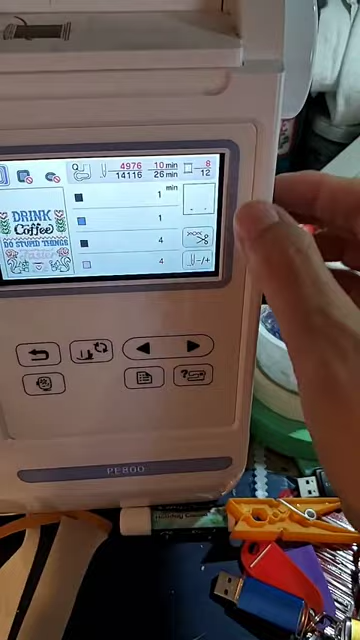 4976 10 min 8
14116 26 min 12
min
1
DRINK
Coffee
1
DO STUPID THINGS
Faster
4
4
-/+
PE800